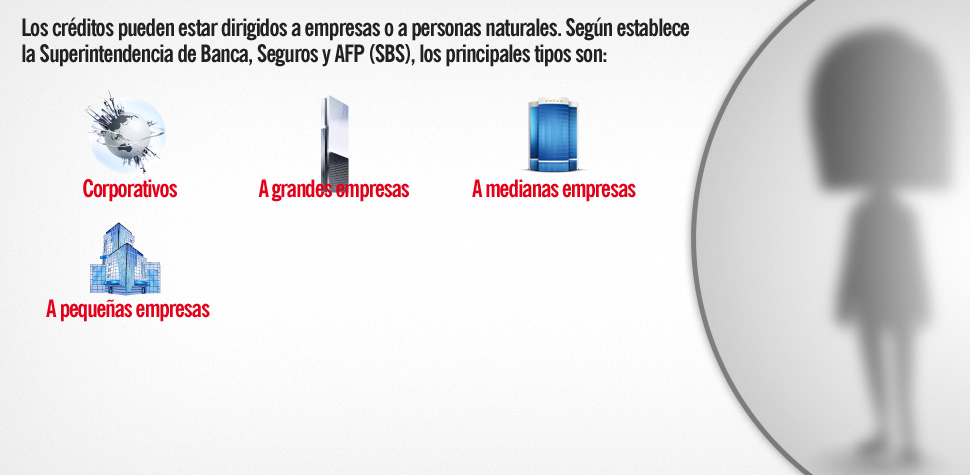 Los créditos pueden estar dirigidos a empresas o a personas naturales. Según establece
la Superintendencia de Banca, Seguros y AFP (SBS), los principales tipos son:
Corporativos
A grandes empresas
A medianas empresas
A pequeñas empresas